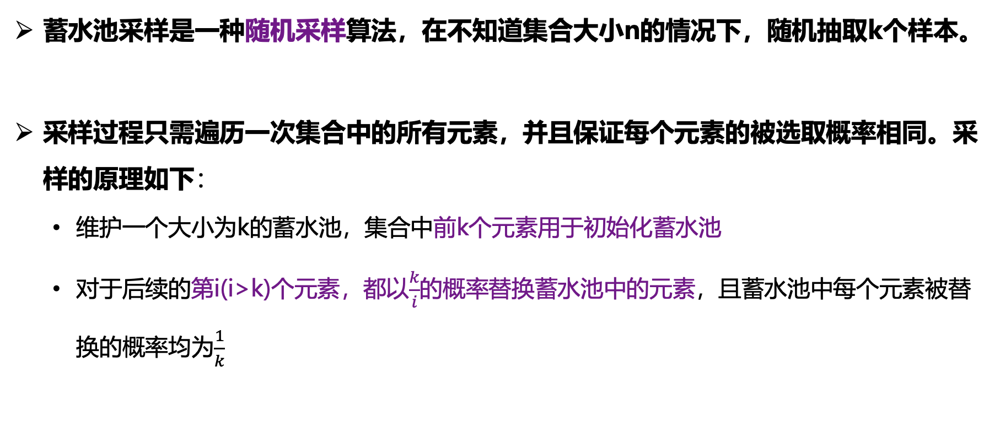 ➢ 蓄水池采样是一种随机采样算法，在不知道集合大小n的情况下，随机抽取k个样本。
➢ 采样过程只需遍历一次集合中的所有元素，并且保证每个元素的被选取概率相同。采
样的原理如下：
• 维护一个大小为k的蓄水池，集合中前k个元素用于初始化蓄水池
• 对于后续的第i(i>k)个元素，都以k/i的概率替换蓄水池中的元素，且蓄水池中每个元素被替
换的概率均为1/k